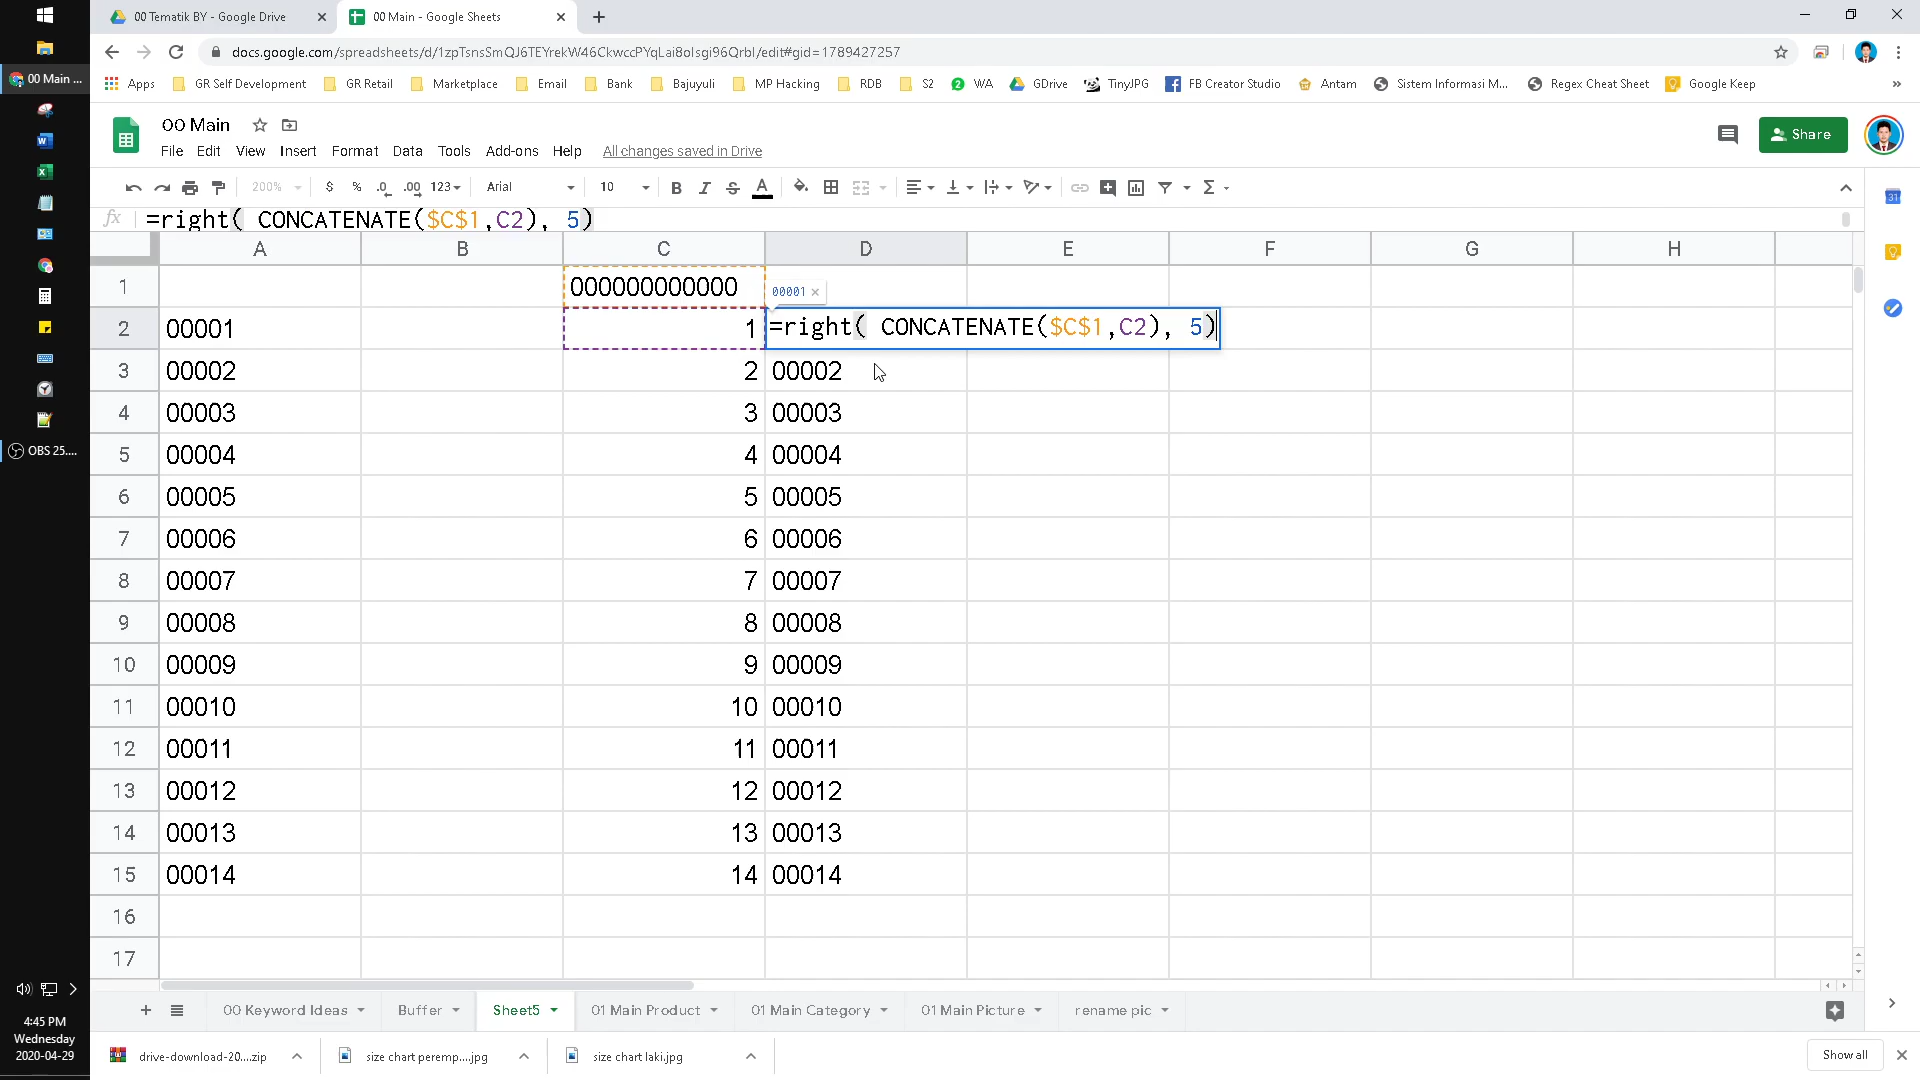 00 Tematik BY - Google Drive
00 Main - Google Sheets
docs.google.com/spreadsheets/d/1zpTsnsSmQJ6TEYrekW46CkwccPYqLai8oIsgi96QrbI/edit#gid=1789427257
Apps GR Self Development GR Retail Marketplace Email Bank Bajuyuli MP Hacking RDB S2 WA GDrive TinyJPG FB Creator Studio Antam Sistem Informasi M... Regex Cheat Sheet Google Keep »
00 Main ...
00 Main
Share
File Edit View Insert Format Data Tools Add-ons Help All changes saved in Drive
200% $ % .0 .00 123 Arial 10 B I S A Σ
fx =right( CONCATENATE($C$1,C2), 5)
A B C D E F G H
1 000000000000 00001 ×
2 00001 1 =right( CONCATENATE($C$1,C2), 5)
3 00002 2 00002
4 00003 3 00003
5 00004 4 00004
6 00005 5 00005
7 00006 6 00006
8 00007 7 00007
9 00008 8 00008
10 00009 9 00009
11 00010 10 00010
12 00011 11 00011
13 00012 12 00012
14 00013 13 00013
15 00014 14 00014
16
17
OBS 25....
00 Keyword Ideas Buffer Sheet5 01 Main Product 01 Main Category 01 Main Picture rename pic
drive-download-20....zip size chart peremp....jpg size chart laki.jpg Show all
4:45 PM
Wednesday
2020-04-29